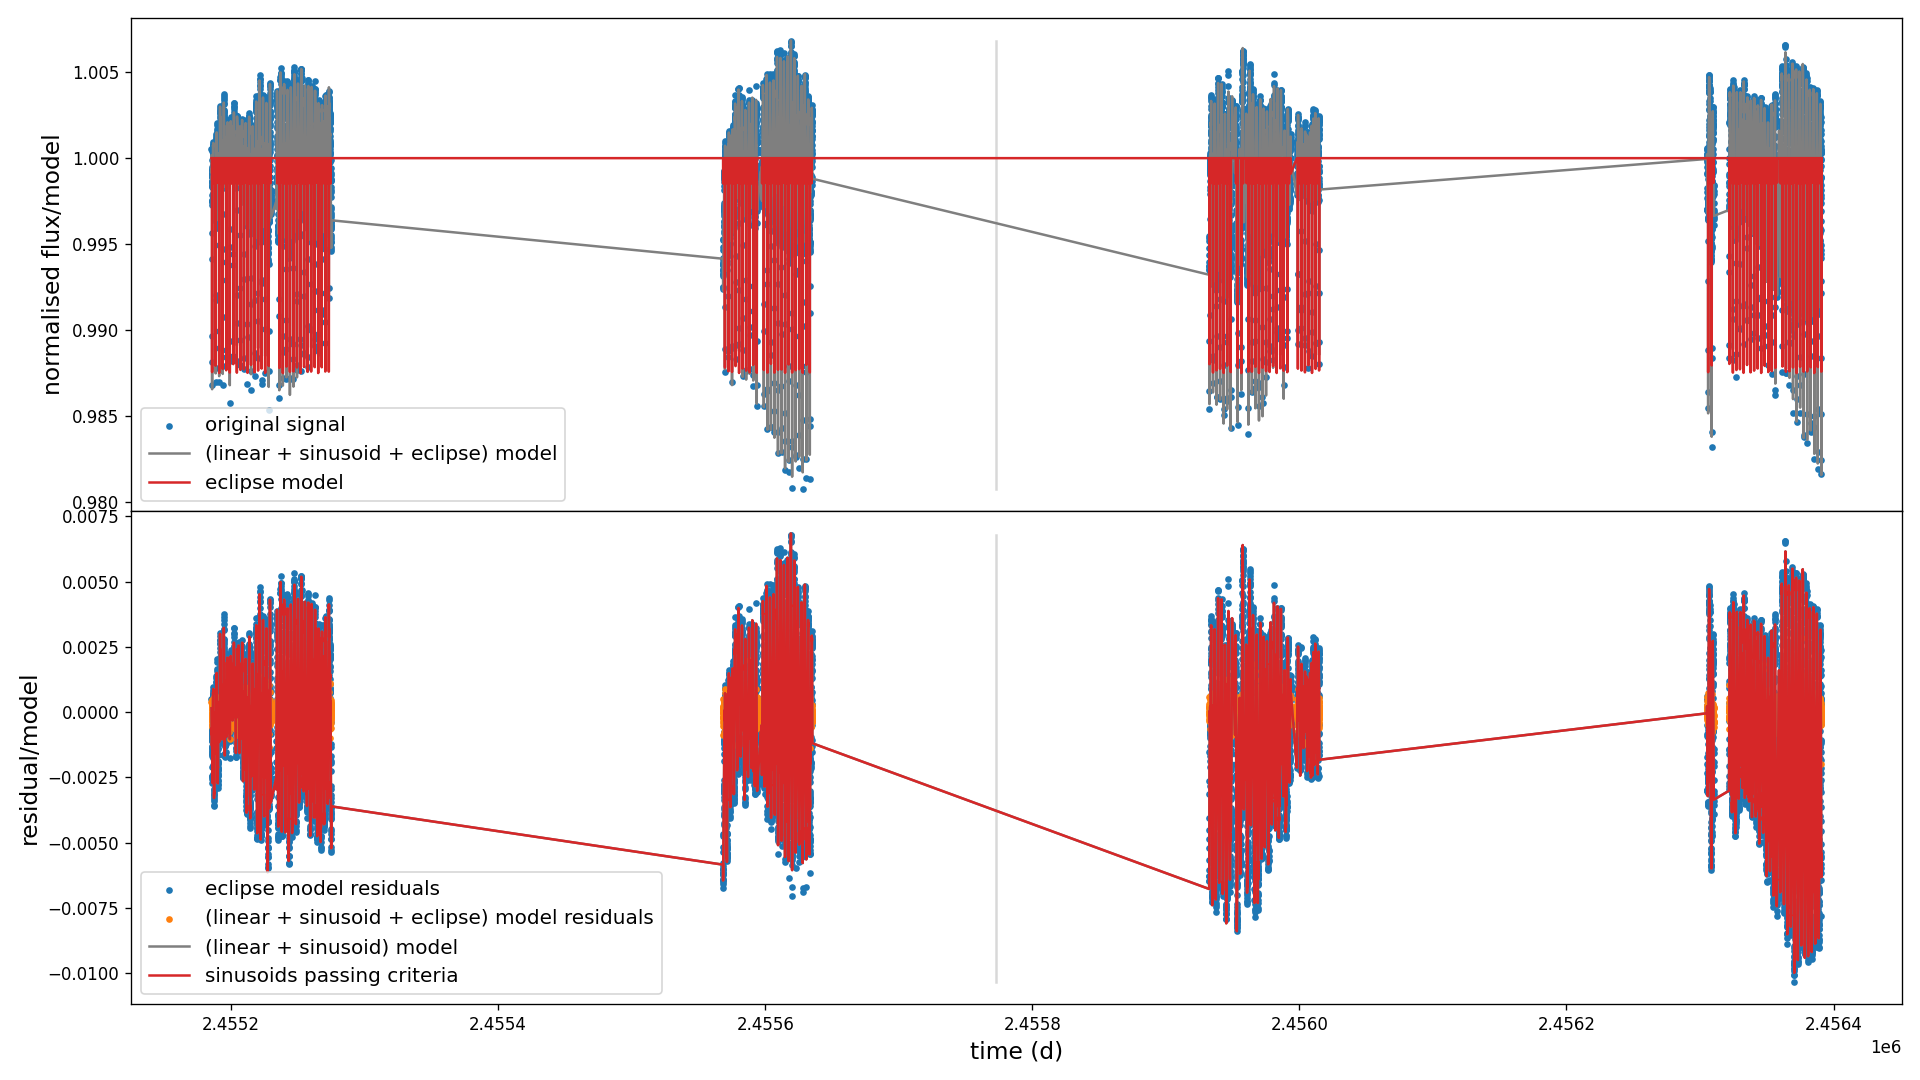 normalised flux/model
1.005
1.000
0.995
0.990
0.985
0.980
original signal
(linear + sinusoid + eclipse) model
eclipse model
residual/model
0.0075
0.0050
0.0025
0.0000
−0.0025
−0.0050
−0.0075
−0.0100
eclipse model residuals
(linear + sinusoid + eclipse) model residuals
(linear + sinusoid) model
sinusoids passing criteria
2.4552 2.4554 2.4556 2.4558 2.4560 2.4562 2.4564
time (d)
1e6